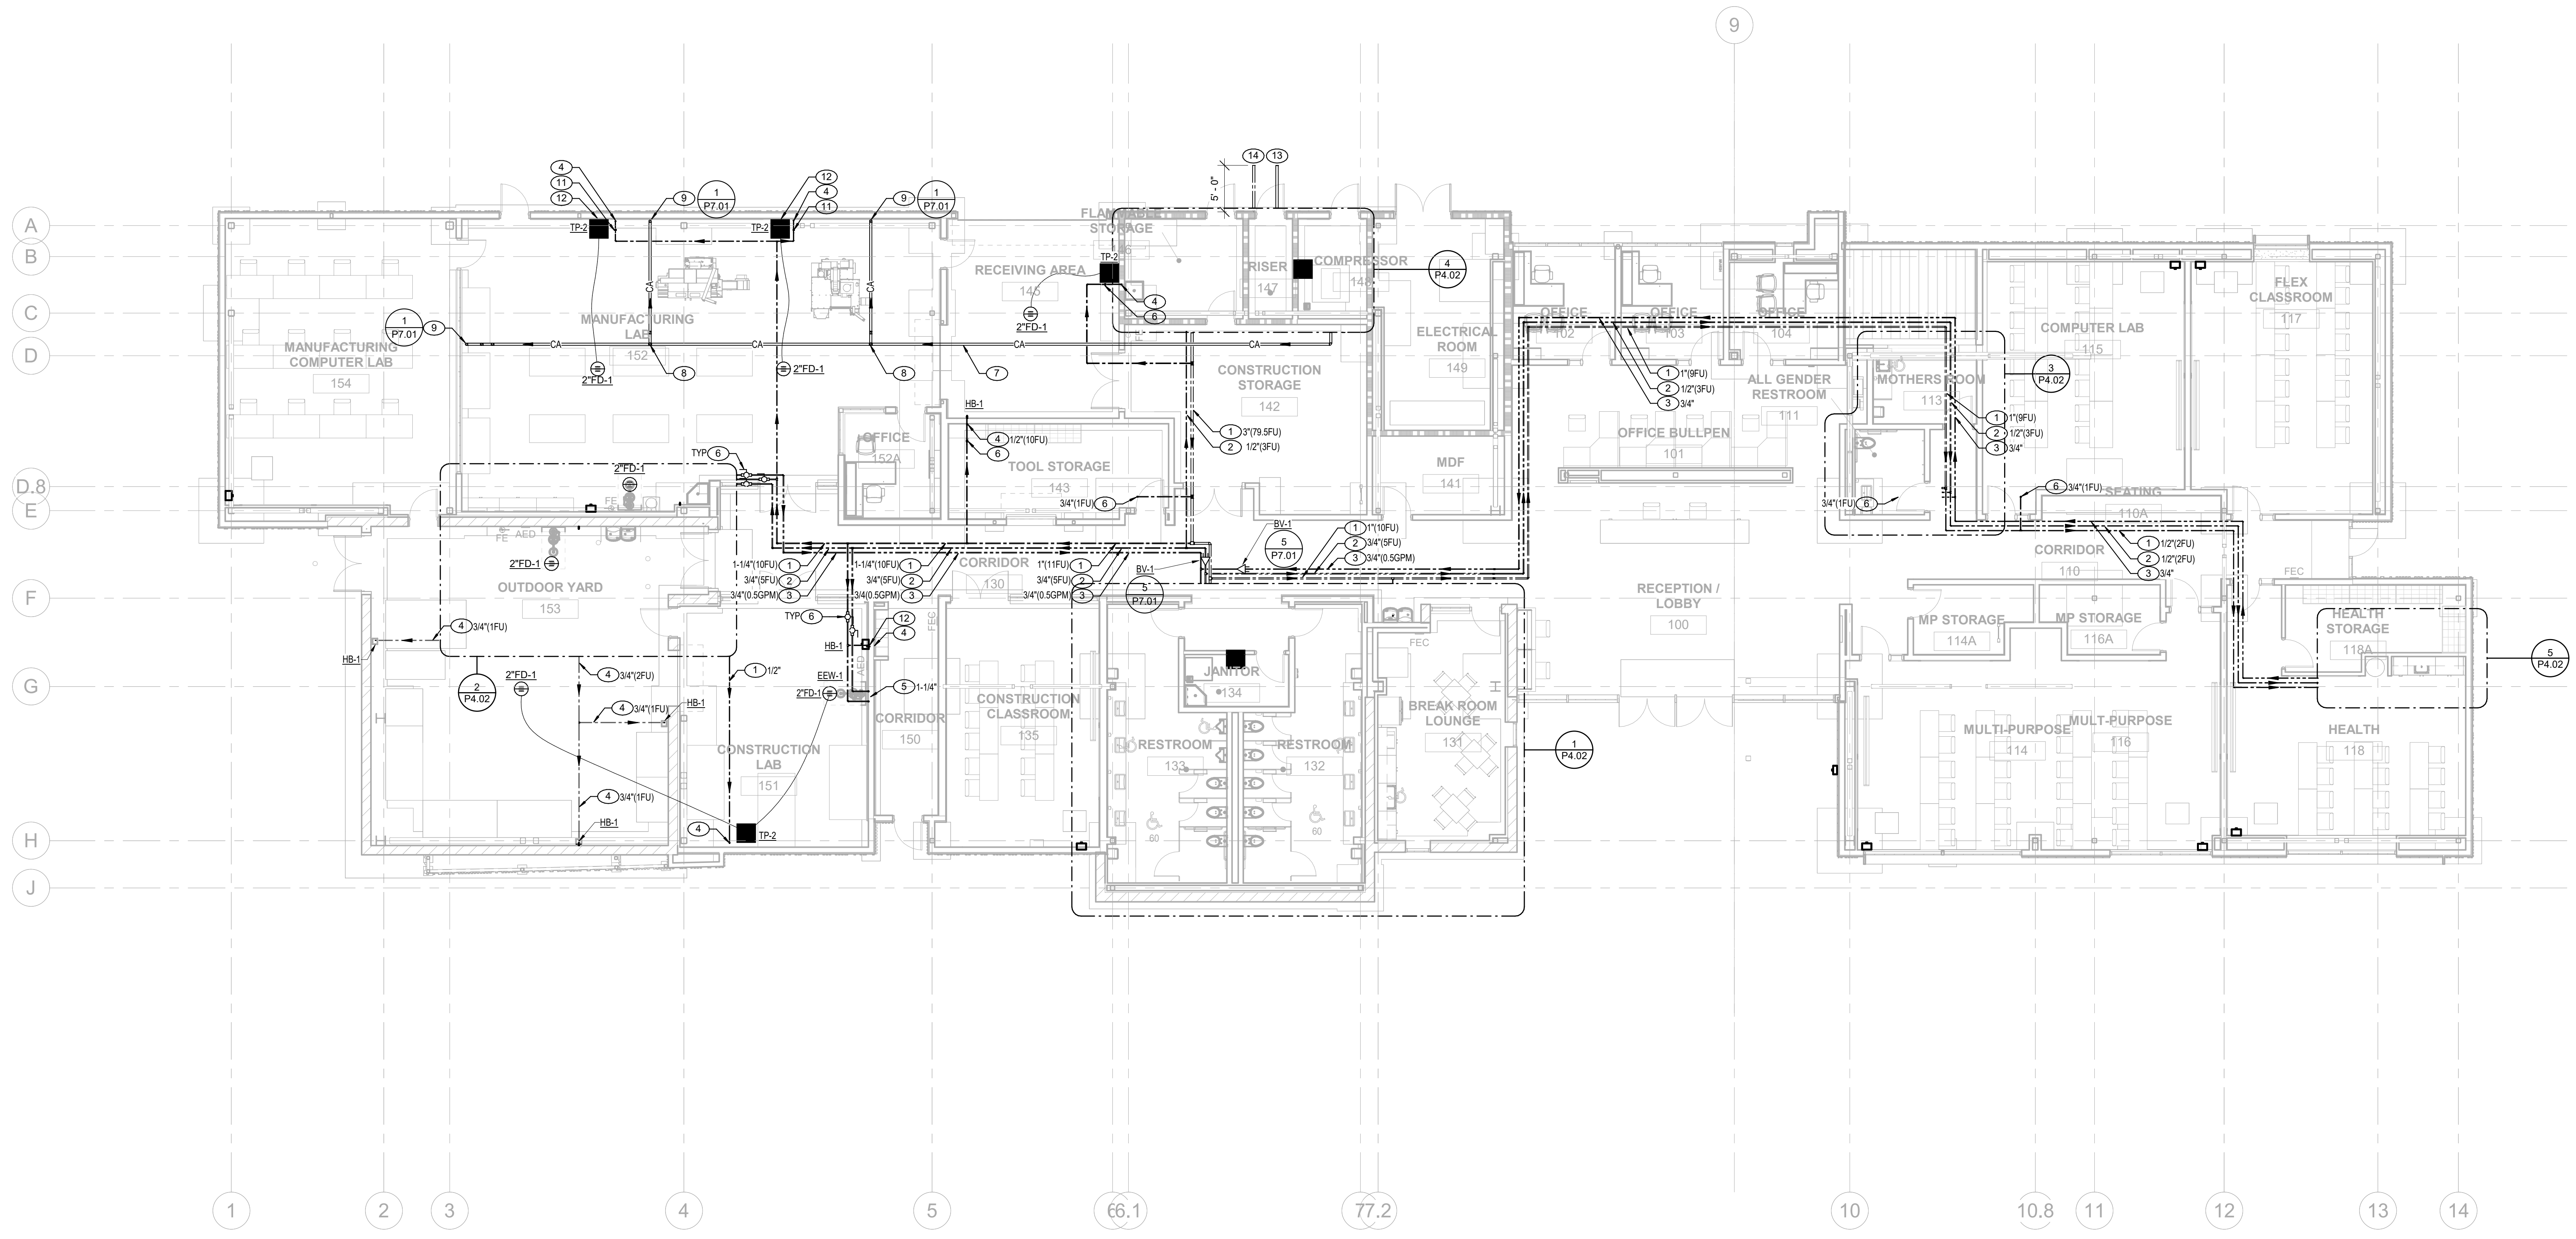 9
14
13
5' - 0"
4
11
12
TP-2
9
1
P7.01
12
4
11
TP-2
9
1
P7.01
FLAMMABLE
STORAGE
146
TP-2
RECEIVING AREA
145
2"FD-1
4
6
RISER
147
COMPRESSOR
148
4
P4.02
A
B
C
D
D.8
E
F
G
H
J
1
P7.01
9
MANUFACTURING
LAB
152
MANUFACTURING
COMPUTER LAB
154
CA
CA
CA
CA
CA
CA
2"FD-1
8
2"FD-1
8
7
FE
CONSTRUCTION
STORAGE
142
ELECTRICAL
ROOM
149
OFFICE
102
OFFICE
103
OFFICE
104
1 1"(9FU)
2 1/2"(3FU)
3 3/4"
ALL GENDER
RESTROOM
111
MOTHERS ROOM
113
3
P4.02
COMPUTER LAB
115
FLEX
CLASSROOM
117
1 1"(9FU)
2 1/2"(3FU)
3 3/4"
HB-1
4 1/2"(10FU)
6
OFFICE
152A
TOOL STORAGE
143
1 3"(79.5FU)
2 1/2"(3FU)
3/4"(1FU) 6
MDF
141
OFFICE BULLPEN
101
TYP 6
2"FD-1
FE
FE
AED
2"FD-1
OUTDOOR YARD
153
3/4"(1FU) 6
6 3/4"(1FU)
SEATING
110A
CORRIDOR
110
1 1/2"(2FU)
2 1/2"(2FU)
3 3/4"
BV-1
5
P7.01
1 1"(10FU)
2 3/4"(5FU)
3 3/4"(0.5GPM)
1-1/4"(10FU) 1
3/4"(5FU) 2
3/4"(0.5GPM) 3
1-1/4"(10FU) 1
3/4"(5FU) 2
3/4(0.5GPM) 3
CORRIDOR
130
1"(11FU) 1
3/4"(5FU) 2
3/4"(0.5GPM) 3
BV-1
5
P7.01
FEC
TYP 6
12
4
HB-1
AED
FEC
FEC
4 3/4"(1FU)
HB-1
RECEPTION /
LOBBY
100
MP STORAGE
114A
MP STORAGE
116A
HEALTH
STORAGE
118A
5
P4.02
2
P4.02
2"FD-1
4 3/4"(2FU)
4 3/4"(1FU)
HB-1
1 1/2"
EEW-1
2"FD-1
5 1-1/4"
CORRIDOR
150
CONSTRUCTION
CLASSROOM
135
JANITOR
134
BREAK ROOM
LOUNGE
131
RESTROOM
133
RESTROOM
132
1
P4.02
MULTI-PURPOSE
114
MULT-PURPOSE
116
HEALTH
118
CONSTRUCTION
LAB
151
4 3/4"(1FU)
HB-1
4
TP-2
60
60
1
2
3
4
5
6
6.1
7
7.2
10
10.8
11
12
13
14